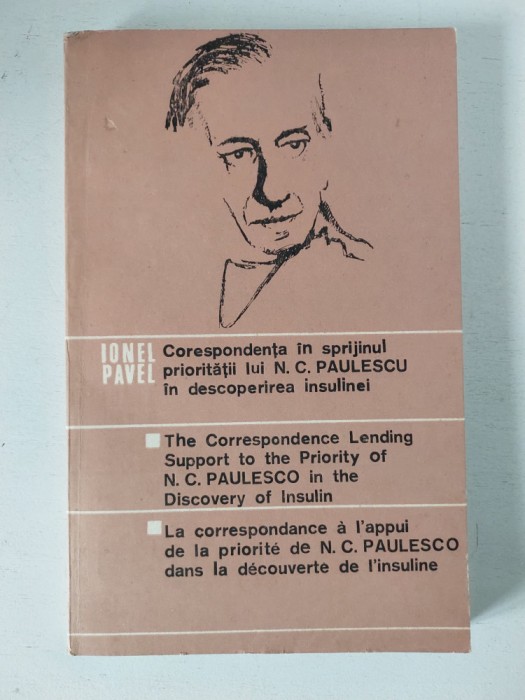 IONEL
PAVEL
Corespondența în sprijinul
priorității lui N. C. PAULESCU
în descoperirea insulinei
The Correspondence Lending
Support to the Priority of
N. C. PAULESCO in the
Discovery of Insulin
La correspondance à l'appui
de la priorité de N. C. PAULESCO
dans la découverte de l'insuline